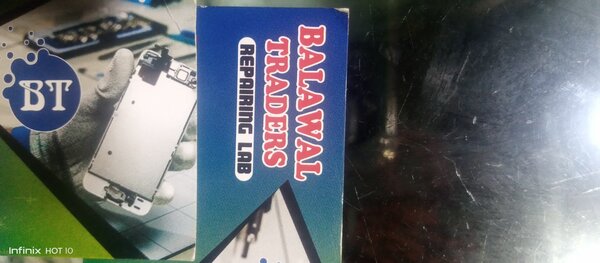 BT
BALAWAL
TRADERS
REPAIRING LAB
Infinix HOT 10